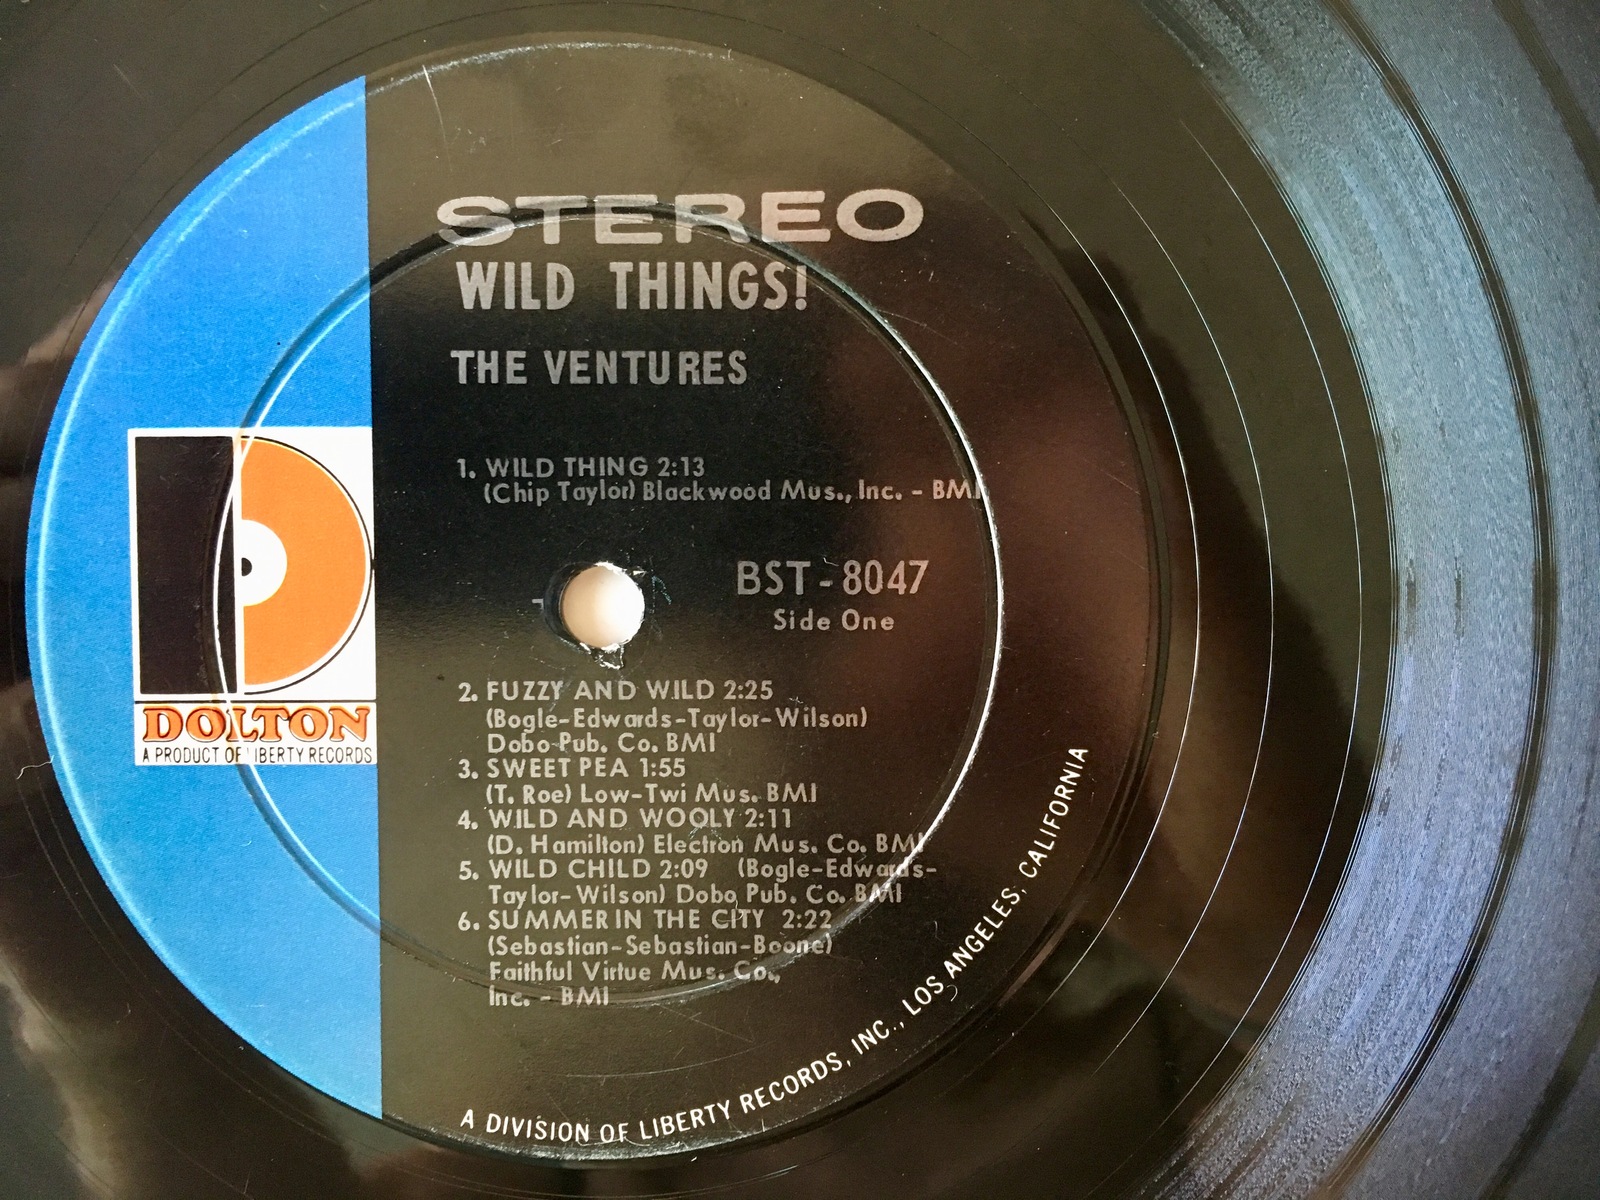 STEREO
WILD THINGS!
THE VENTURES
1. WILD THING 2:13
(Chip Taylor) Blackwood Mus., Inc. - BMI
BST - 8047
Side One
2. FUZZY AND WILD 2:25
(Bogle-Edwards-Taylor-Wilson)
Dobo Pub. Co. BMI
3. SWEET PEA 1:55
(T. Roe) Low-Twi Mus. BMI
4. WILD AND WOOLY 2:11
(D. Hamilton) Electron Mus. Co. BMI
5. WILD CHILD 2:09 (Bogle-Edwards-
Taylor-Wilson) Dobo Pub. Co. BMI
6. SUMMER IN THE CITY 2:22
(Sebastian-Sebastian-Boone)
Faithful Virtue Mus. Co.,
Inc. - BMI
DOLTON
A PRODUCT OF LIBERTY RECORDS
A DIVISION OF LIBERTY RECORDS, INC., LOS ANGELES, CALIFORNIA